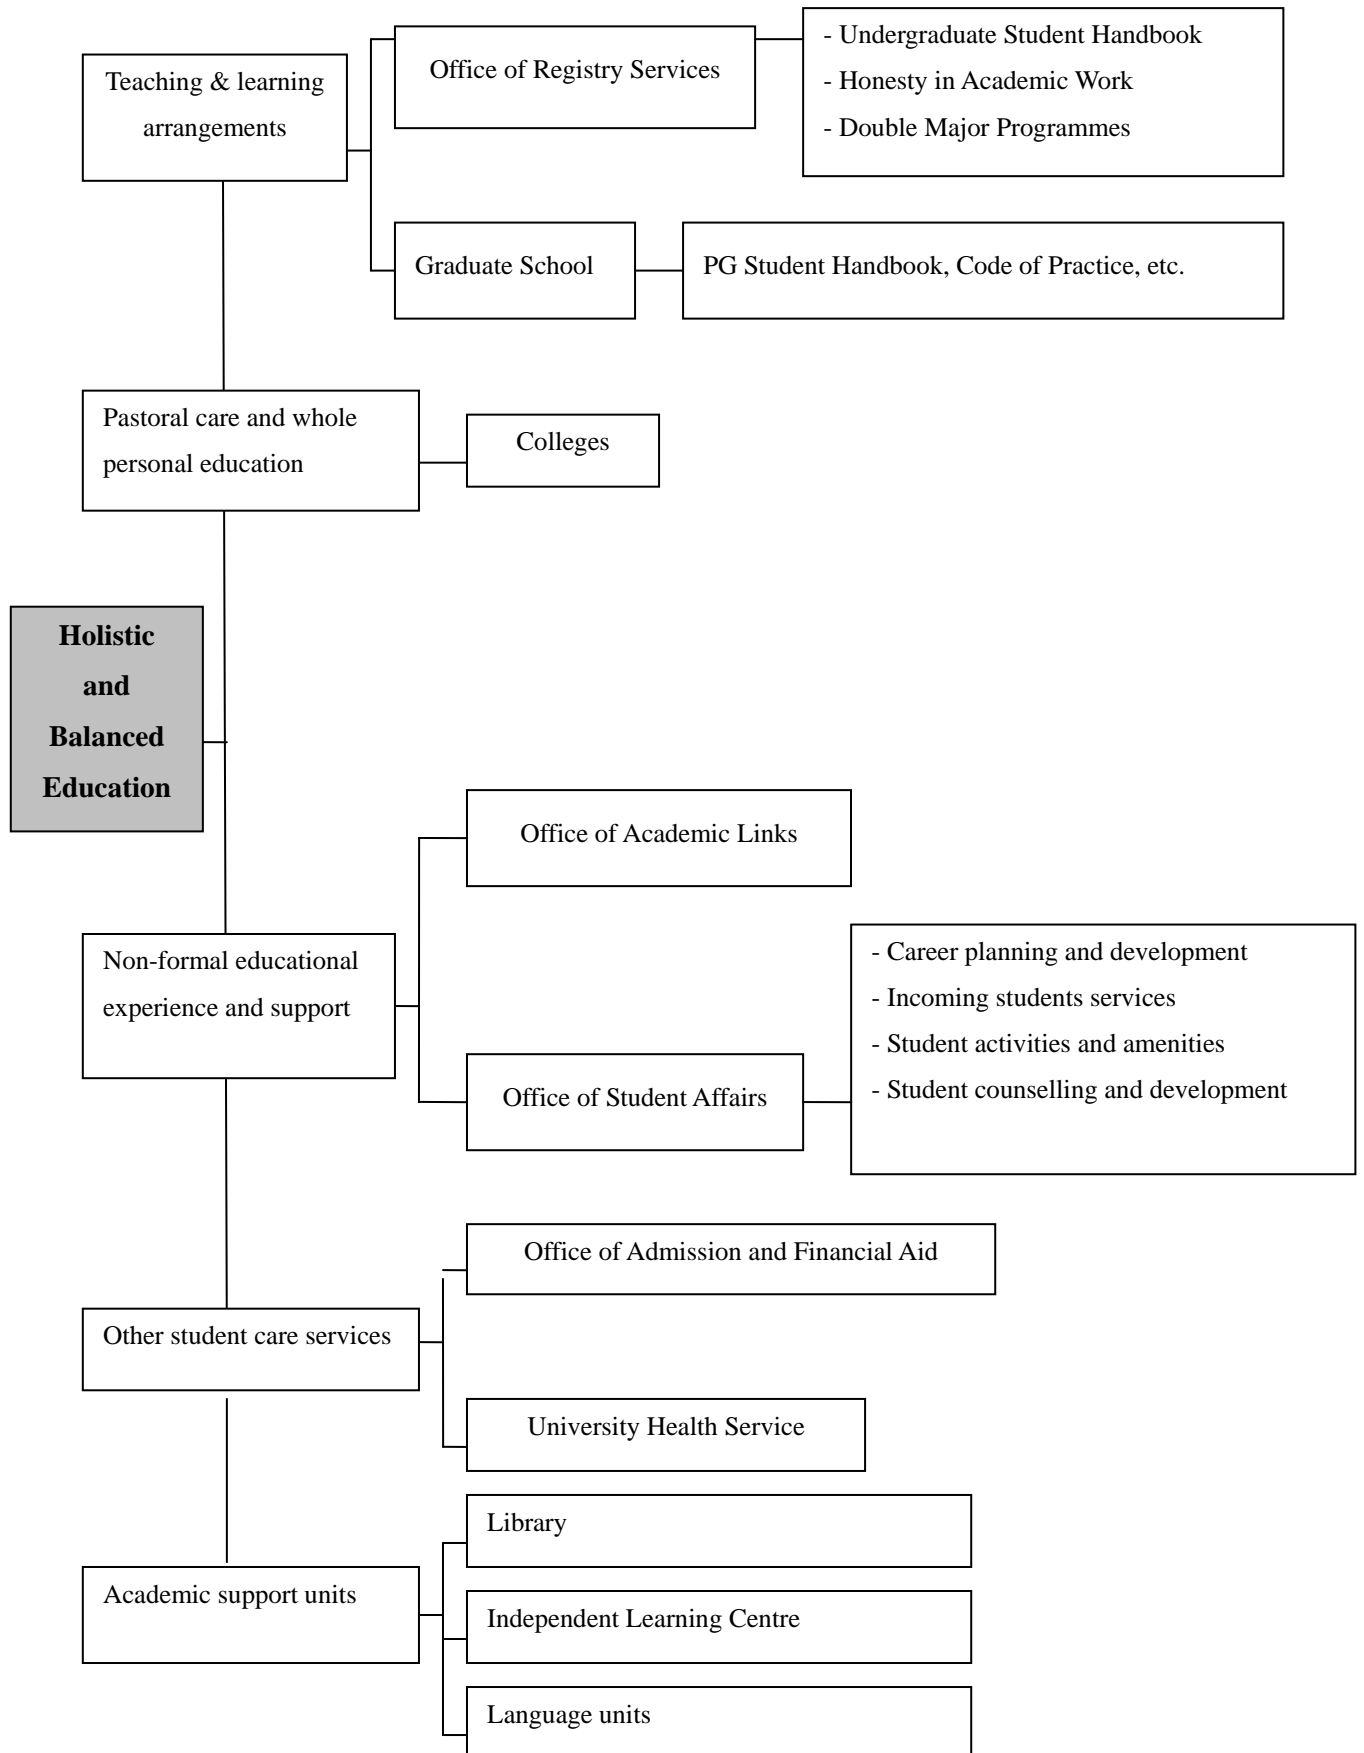 Teaching & learning
arrangements
Office of Registry Services
- Undergraduate Student Handbook
- Honesty in Academic Work
- Double Major Programmes
Graduate School
PG Student Handbook, Code of Practice, etc.
Pastoral care and whole
personal education
Colleges
Holistic
and
Balanced
Education
Office of Academic Links
Non-formal educational
experience and support
Office of Student Affairs
- Career planning and development
- Incoming students services
- Student activities and amenities
- Student counselling and development
Office of Admission and Financial Aid
Other student care services
University Health Service
Library
Academic support units
Independent Learning Centre
Language units